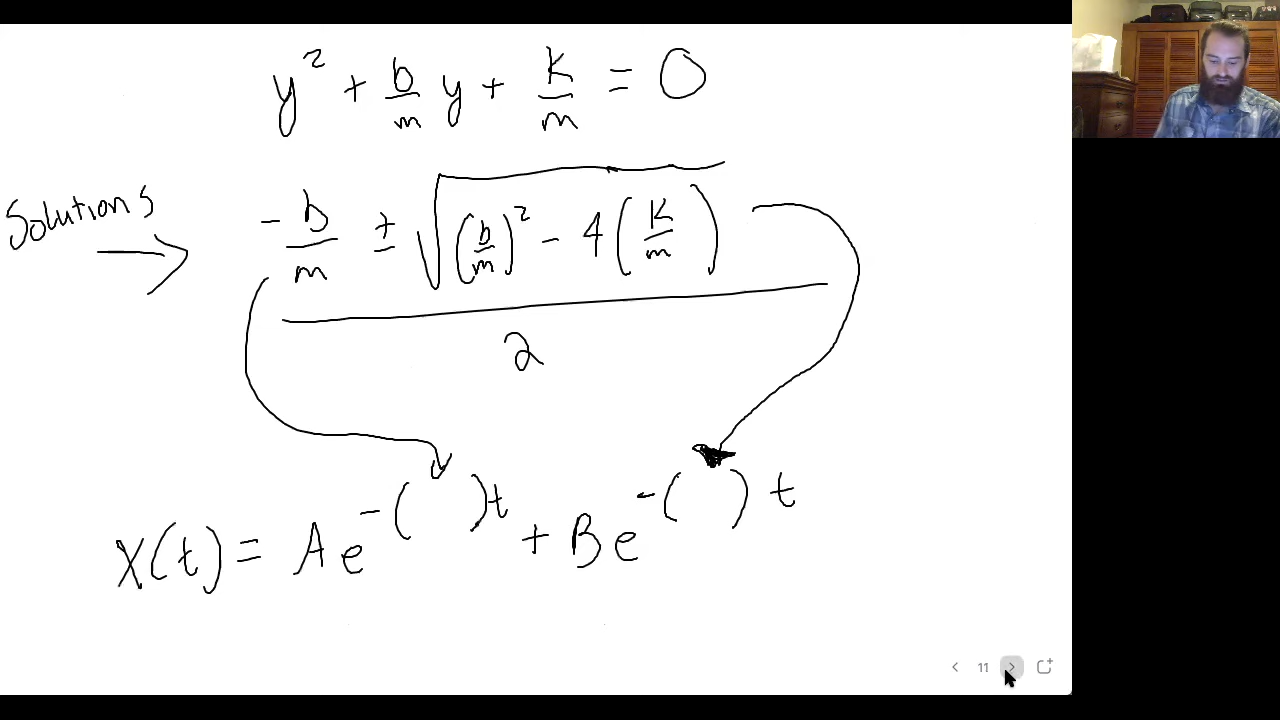 y² + b/m y + k/m = 0
Solutions → (-b/m ± √((b/m)² - 4(k/m))) / 2
X(t) = Ae^-( )t + Be^-( )t
11